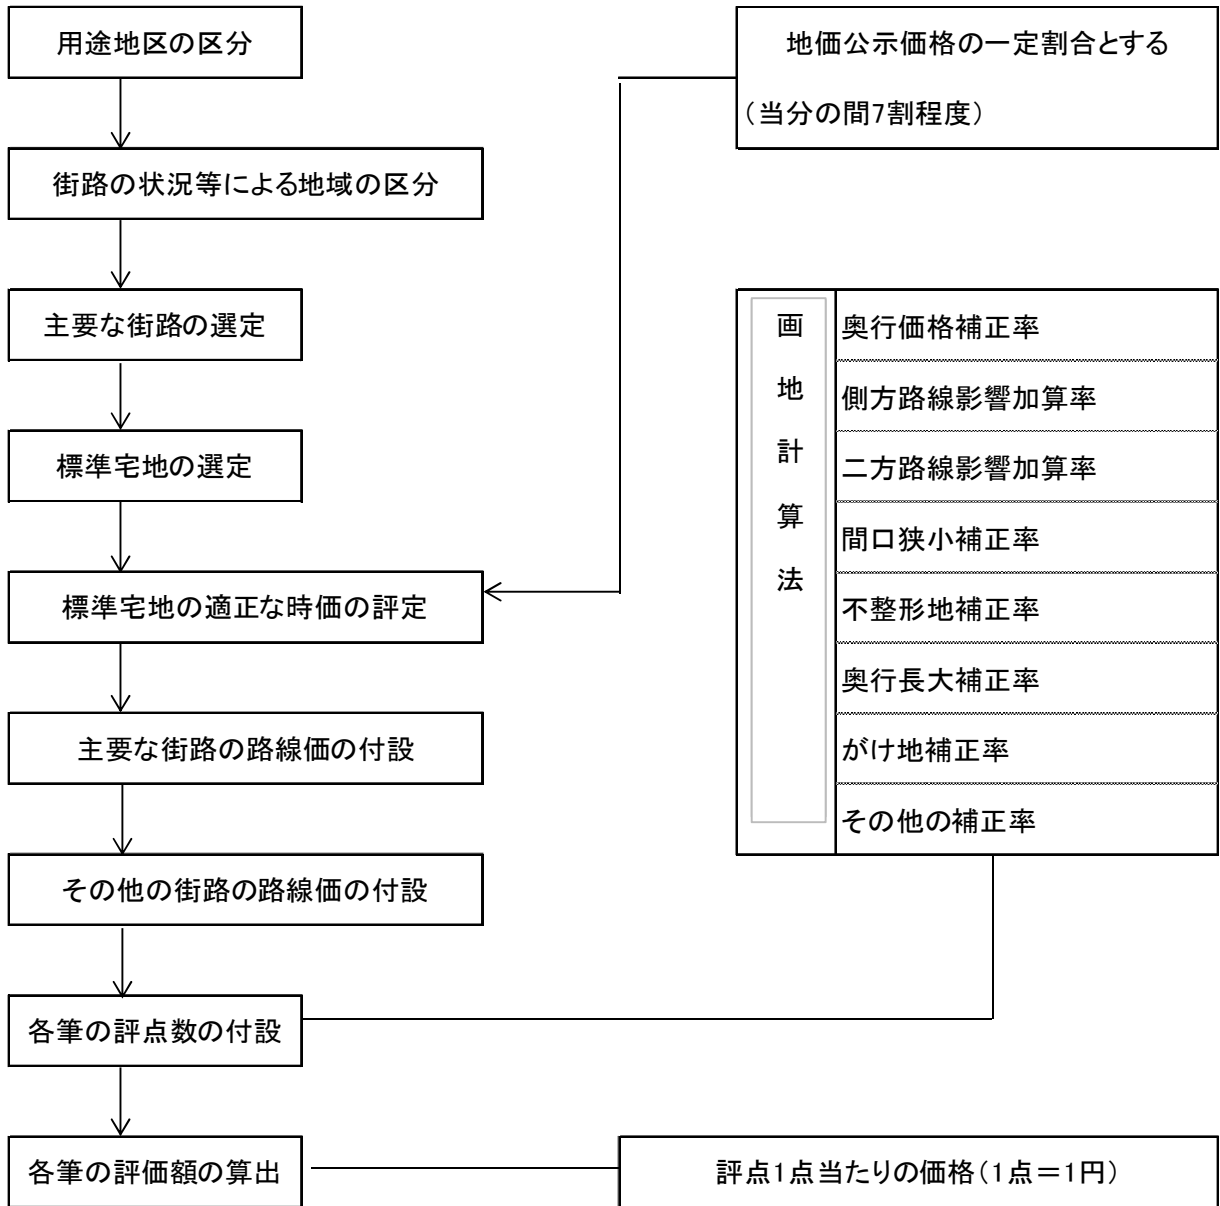 用途地区の区分
地価公示価格の一定割合とする
（当分の間7割程度）
街路の状況等による地域の区分
主要な街路の選定
標準宅地の選定
標準宅地の適正な時価の評定
主要な街路の路線価の付設
その他の街路の路線価の付設
画地計算法
奥行価格補正率
側方路線影響加算率
二方路線影響加算率
間口狭小補正率
不整形地補正率
奥行長大補正率
がけ地補正率
その他の補正率
各筆の評点数の付設
各筆の評価額の算出
評点1点当たりの価格（1点＝1円）